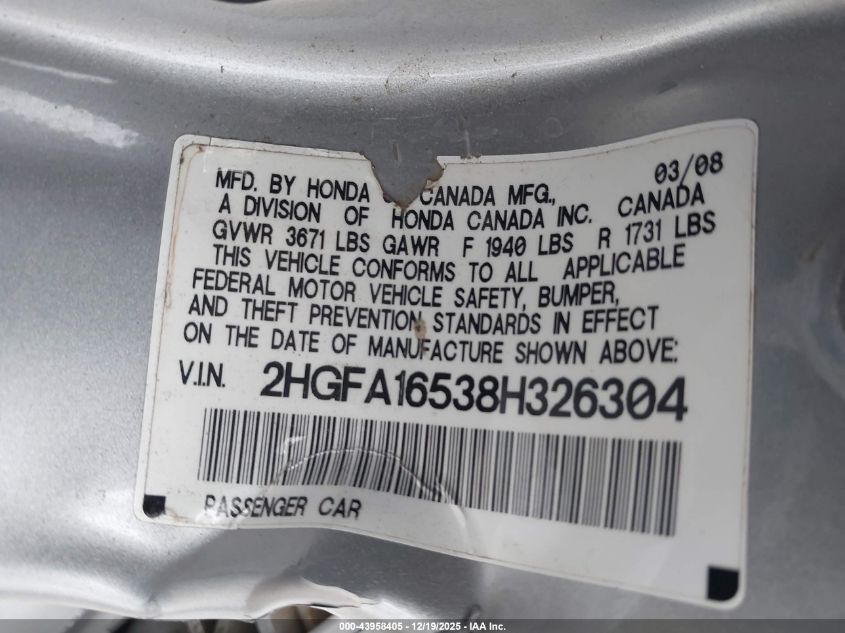 03/08
MFD. BY HONDA CANADA MFG.,
A DIVISION OF HONDA CANADA INC. CANADA
GVWR 3671 LBS GAWR F 1940 LBS R 1731 LBS
THIS VEHICLE CONFORMS TO ALL APPLICABLE
FEDERAL MOTOR VEHICLE SAFETY, BUMPER,
AND THEFT PREVENTION STANDARDS IN EFFECT
ON THE DATE OF MANUFACTURE SHOWN ABOVE:
V.I.N. 2HGFA16538H326304
PASSENGER CAR
000-43958405 - 12/19/2025 - IAA Inc.